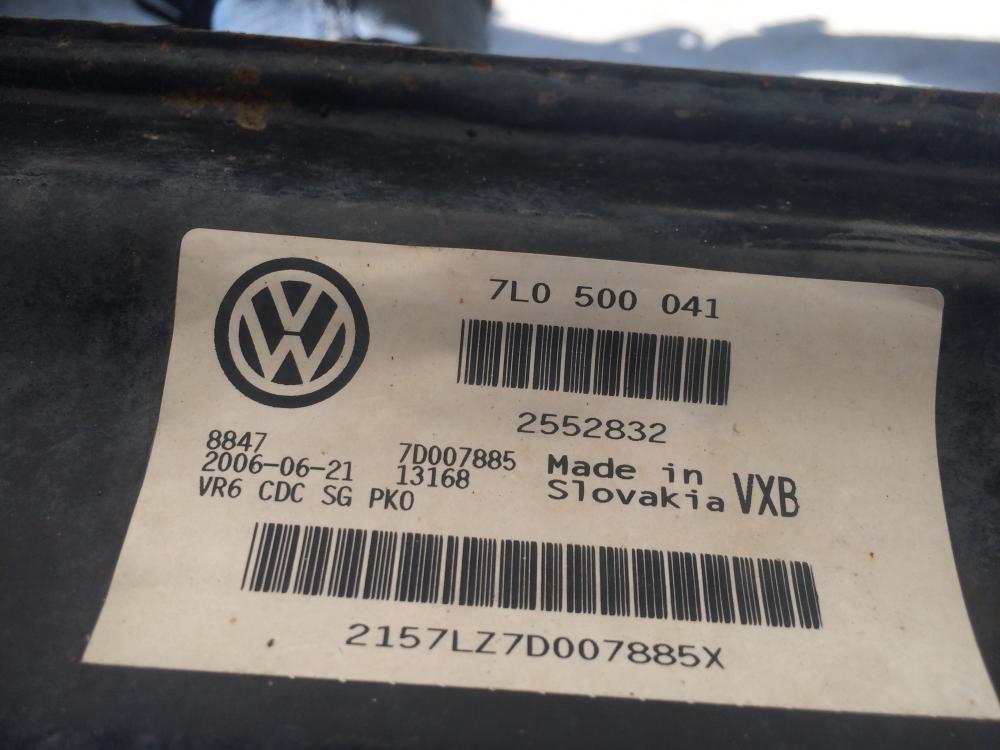 7L0 500 041
2552832
8847
2006-06-21
VR6 CDC SG PK0
7D007885
13168
Made in
Slovakia
VXB
2157LZ7D007885X